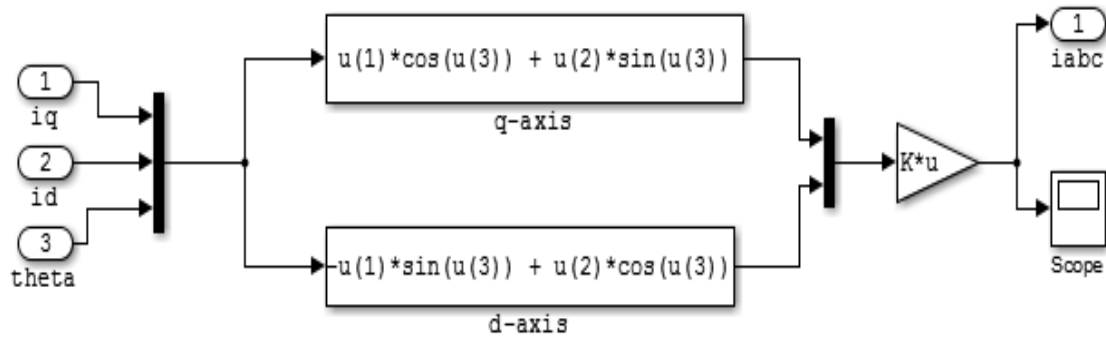 1
iq
2
id
3
theta
u(1)*cos(u(3)) + u(2)*sin(u(3))
q-axis
-u(1)*sin(u(3)) + u(2)*cos(u(3))
d-axis
K*u
1
iabc
Scope